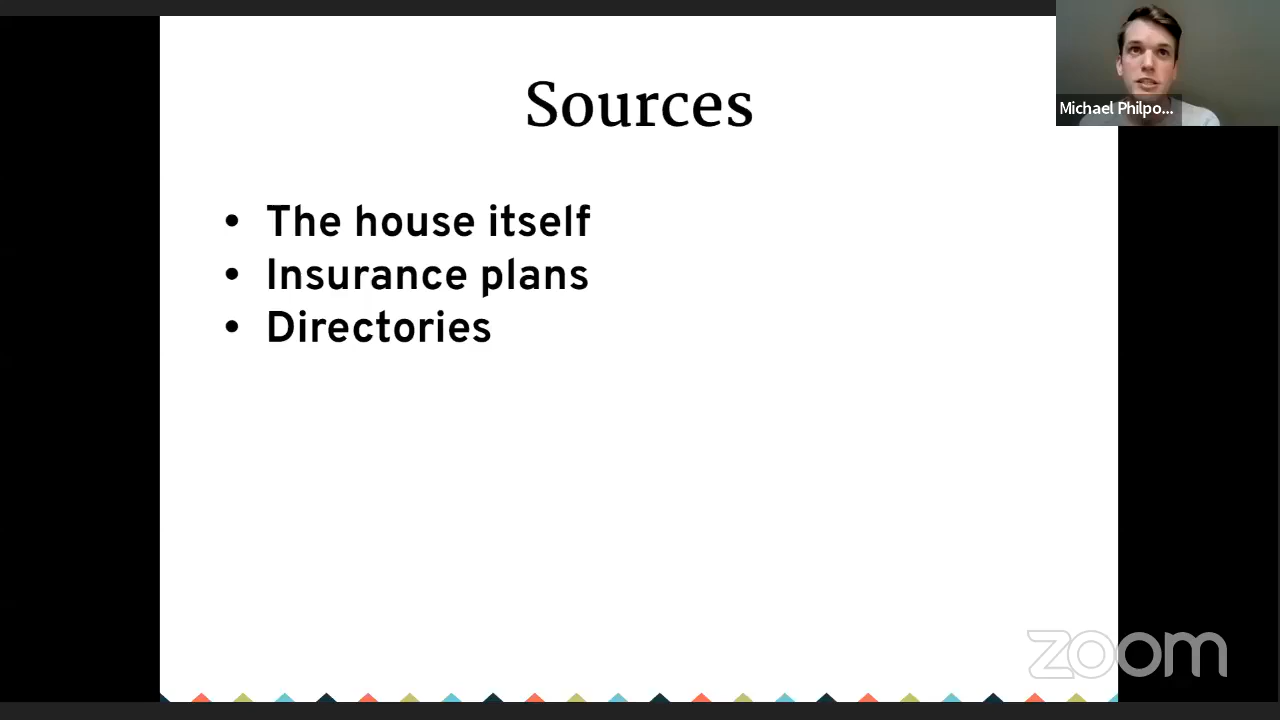 Sources
Michael Philpo...
• The house itself
• Insurance plans
• Directories
zoom